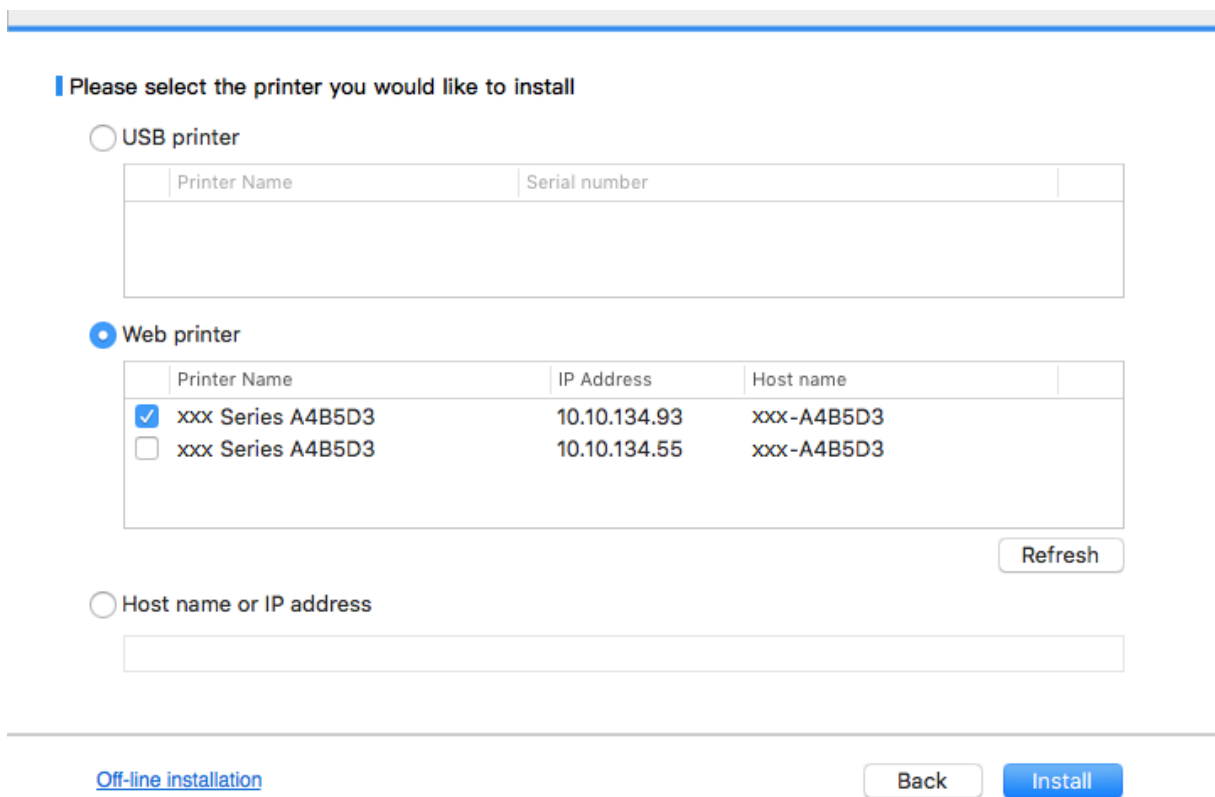 Please select the printer you would like to install
USB printer
Printer Name Serial number
Web printer
Printer Name IP Address Host name
xxx Series A4B5D3 10.10.134.93 xxx-A4B5D3
xxx Series A4B5D3 10.10.134.55 xxx-A4B5D3
Refresh
Host name or IP address
Off-line installation Back Install